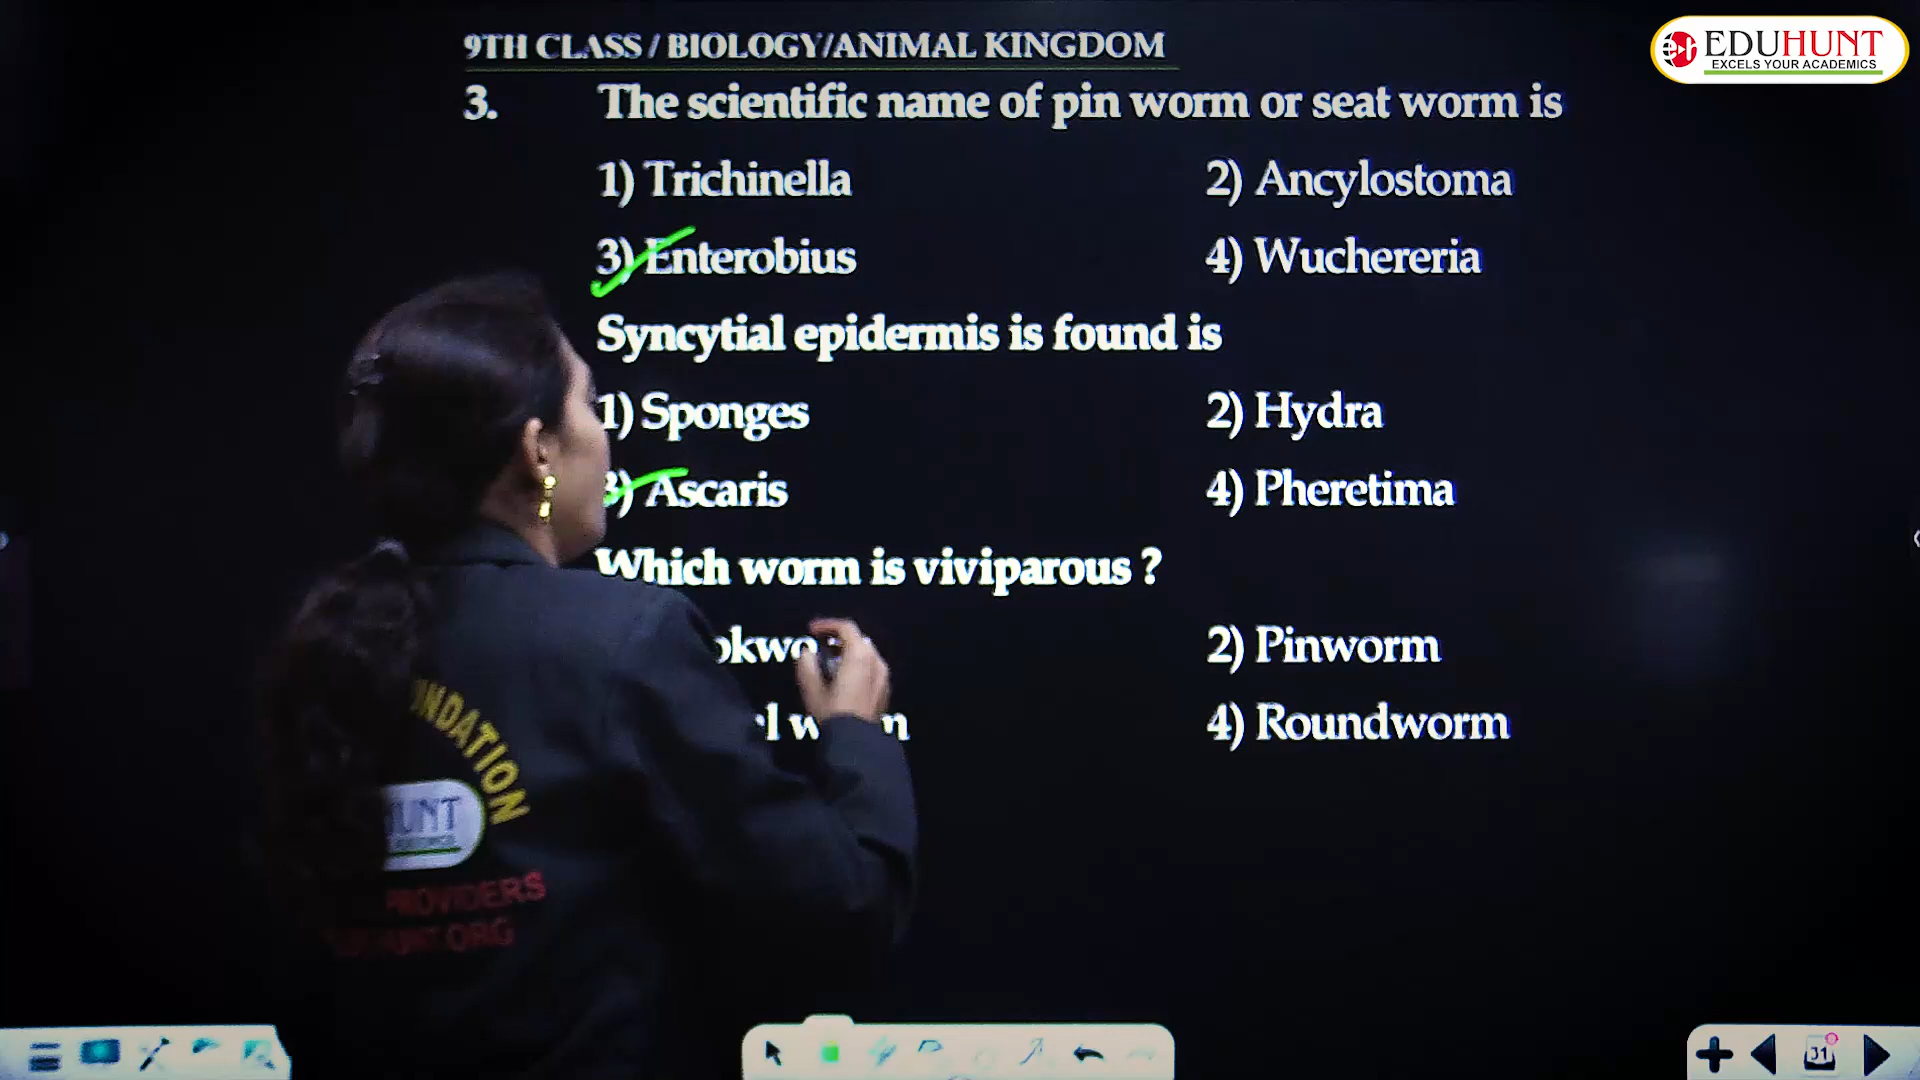 9TH CLASS / BIOLOGY/ANIMAL KINGDOM
EDUHUNT
EXCELS YOUR ACADEMICS
3. The scientific name of pin worm or seat worm is
1) Trichinella 2) Ancylostoma
3) Enterobius 4) Wuchereria
Syncytial epidermis is found is
1) Sponges 2) Hydra
3) Ascaris 4) Pheretima
Which worm is viviparous ?
2) Pinworm
4) Roundworm
31